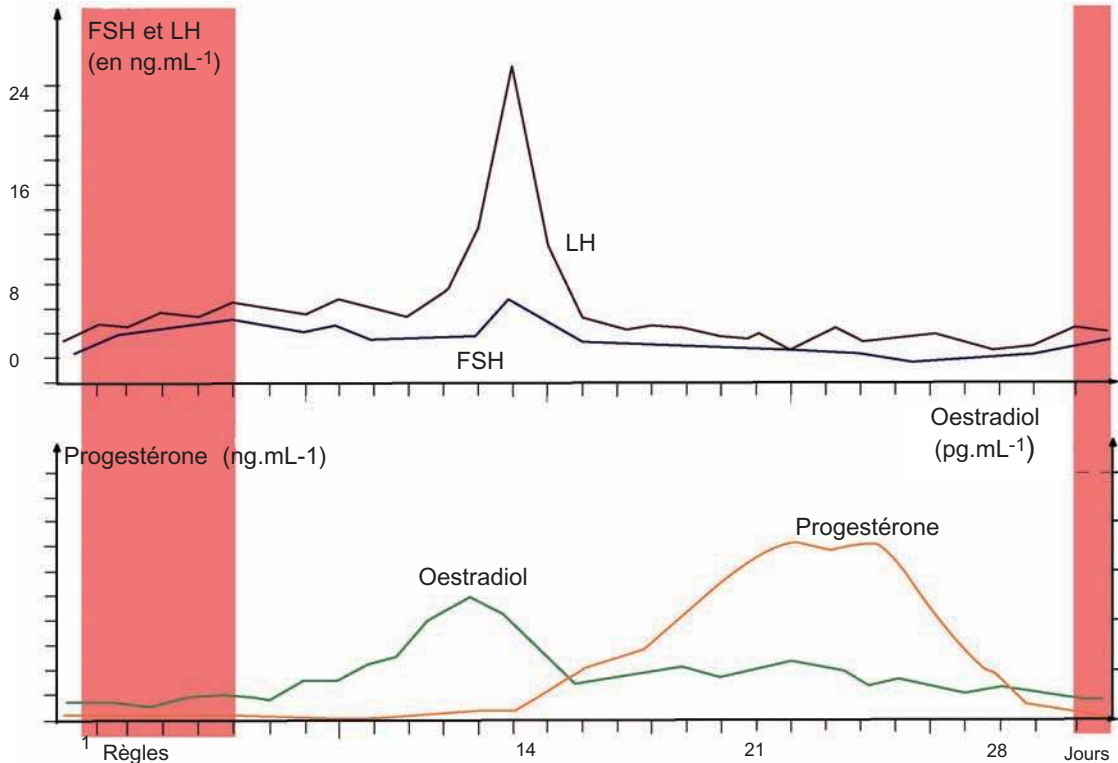 FSH et LH
(en ng.mL-1)
24
16
8
0
LH
FSH
Oestradiol
(pg.mL-1)
Progestérone (ng.mL-1)
Progestérone
Oestradiol
1
Règles
14
21
28
Jours